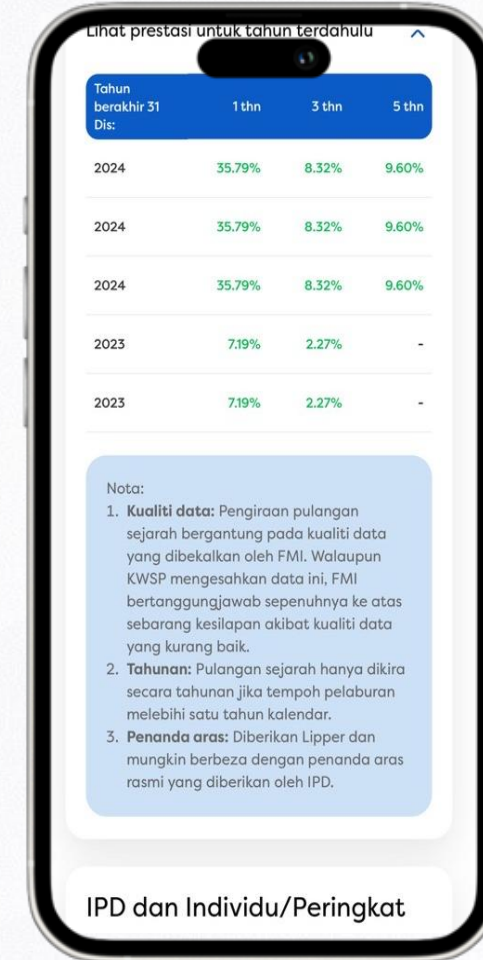 Lihat prestasi untuk tahun terdahulu
Tahun
berakhir 31
Dis:
1 thn 3 thn 5 thn
2024 35.79% 8.32% 9.60%
2024 35.79% 8.32% 9.60%
2024 35.79% 8.32% 9.60%
2023 7.19% 2.27% -
2023 7.19% 2.27% -
Nota:
1. Kualiti data: Pengiraan pulangan
sejarah bergantung pada kualiti data
yang dibekalkan oleh FMI. Walaupun
KWSP mengesahkan data ini, FMI
bertanggungjawab sepenuhnya ke atas
sebarang kesilapan akibat kualiti data
yang kurang baik.
2. Tahunan: Pulangan sejarah hanya dikira
secara tahunan jika tempoh pelaburan
melebihi satu tahun kalendar.
3. Penanda aras: Diberikan Lipper dan
mungkin berbeza dengan penanda aras
rasmi yang diberikan oleh IPD.
IPD dan Individu/Peringkat